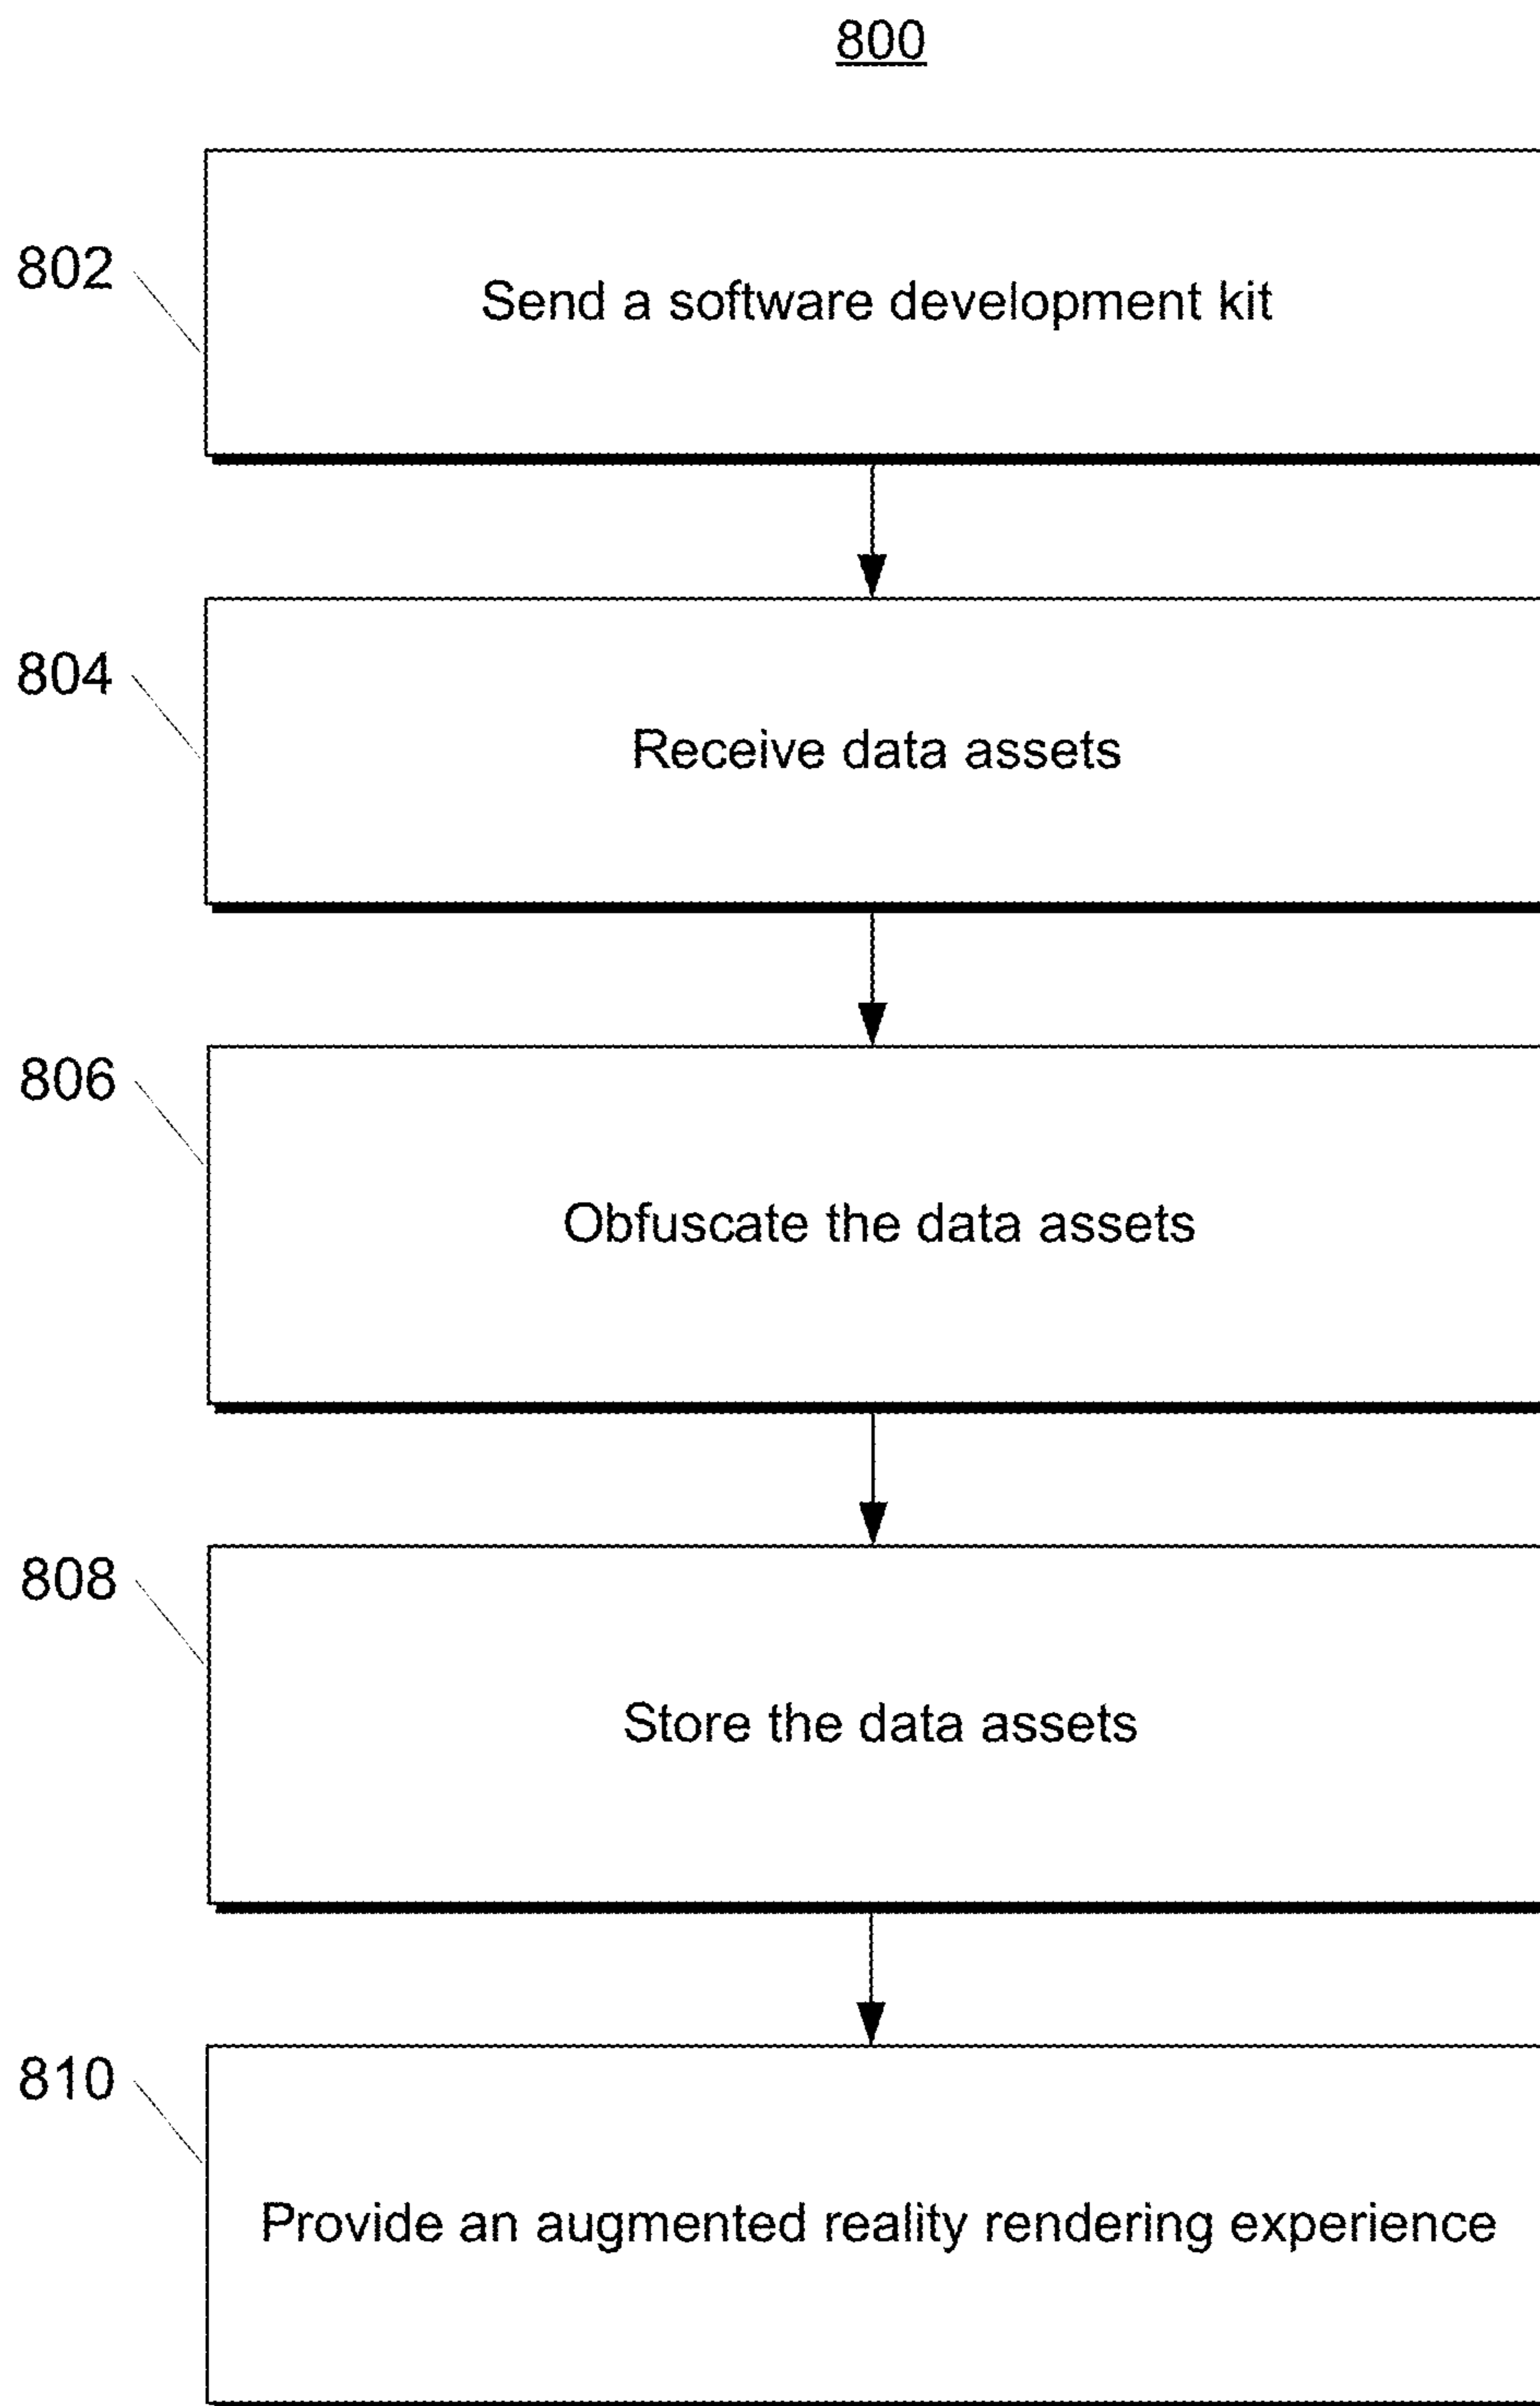 800
802
Send a software development kit
804
Receive data assets
806
Obfuscate the data assets
808
Store the data assets
810
Provide an augmented reality rendering experience